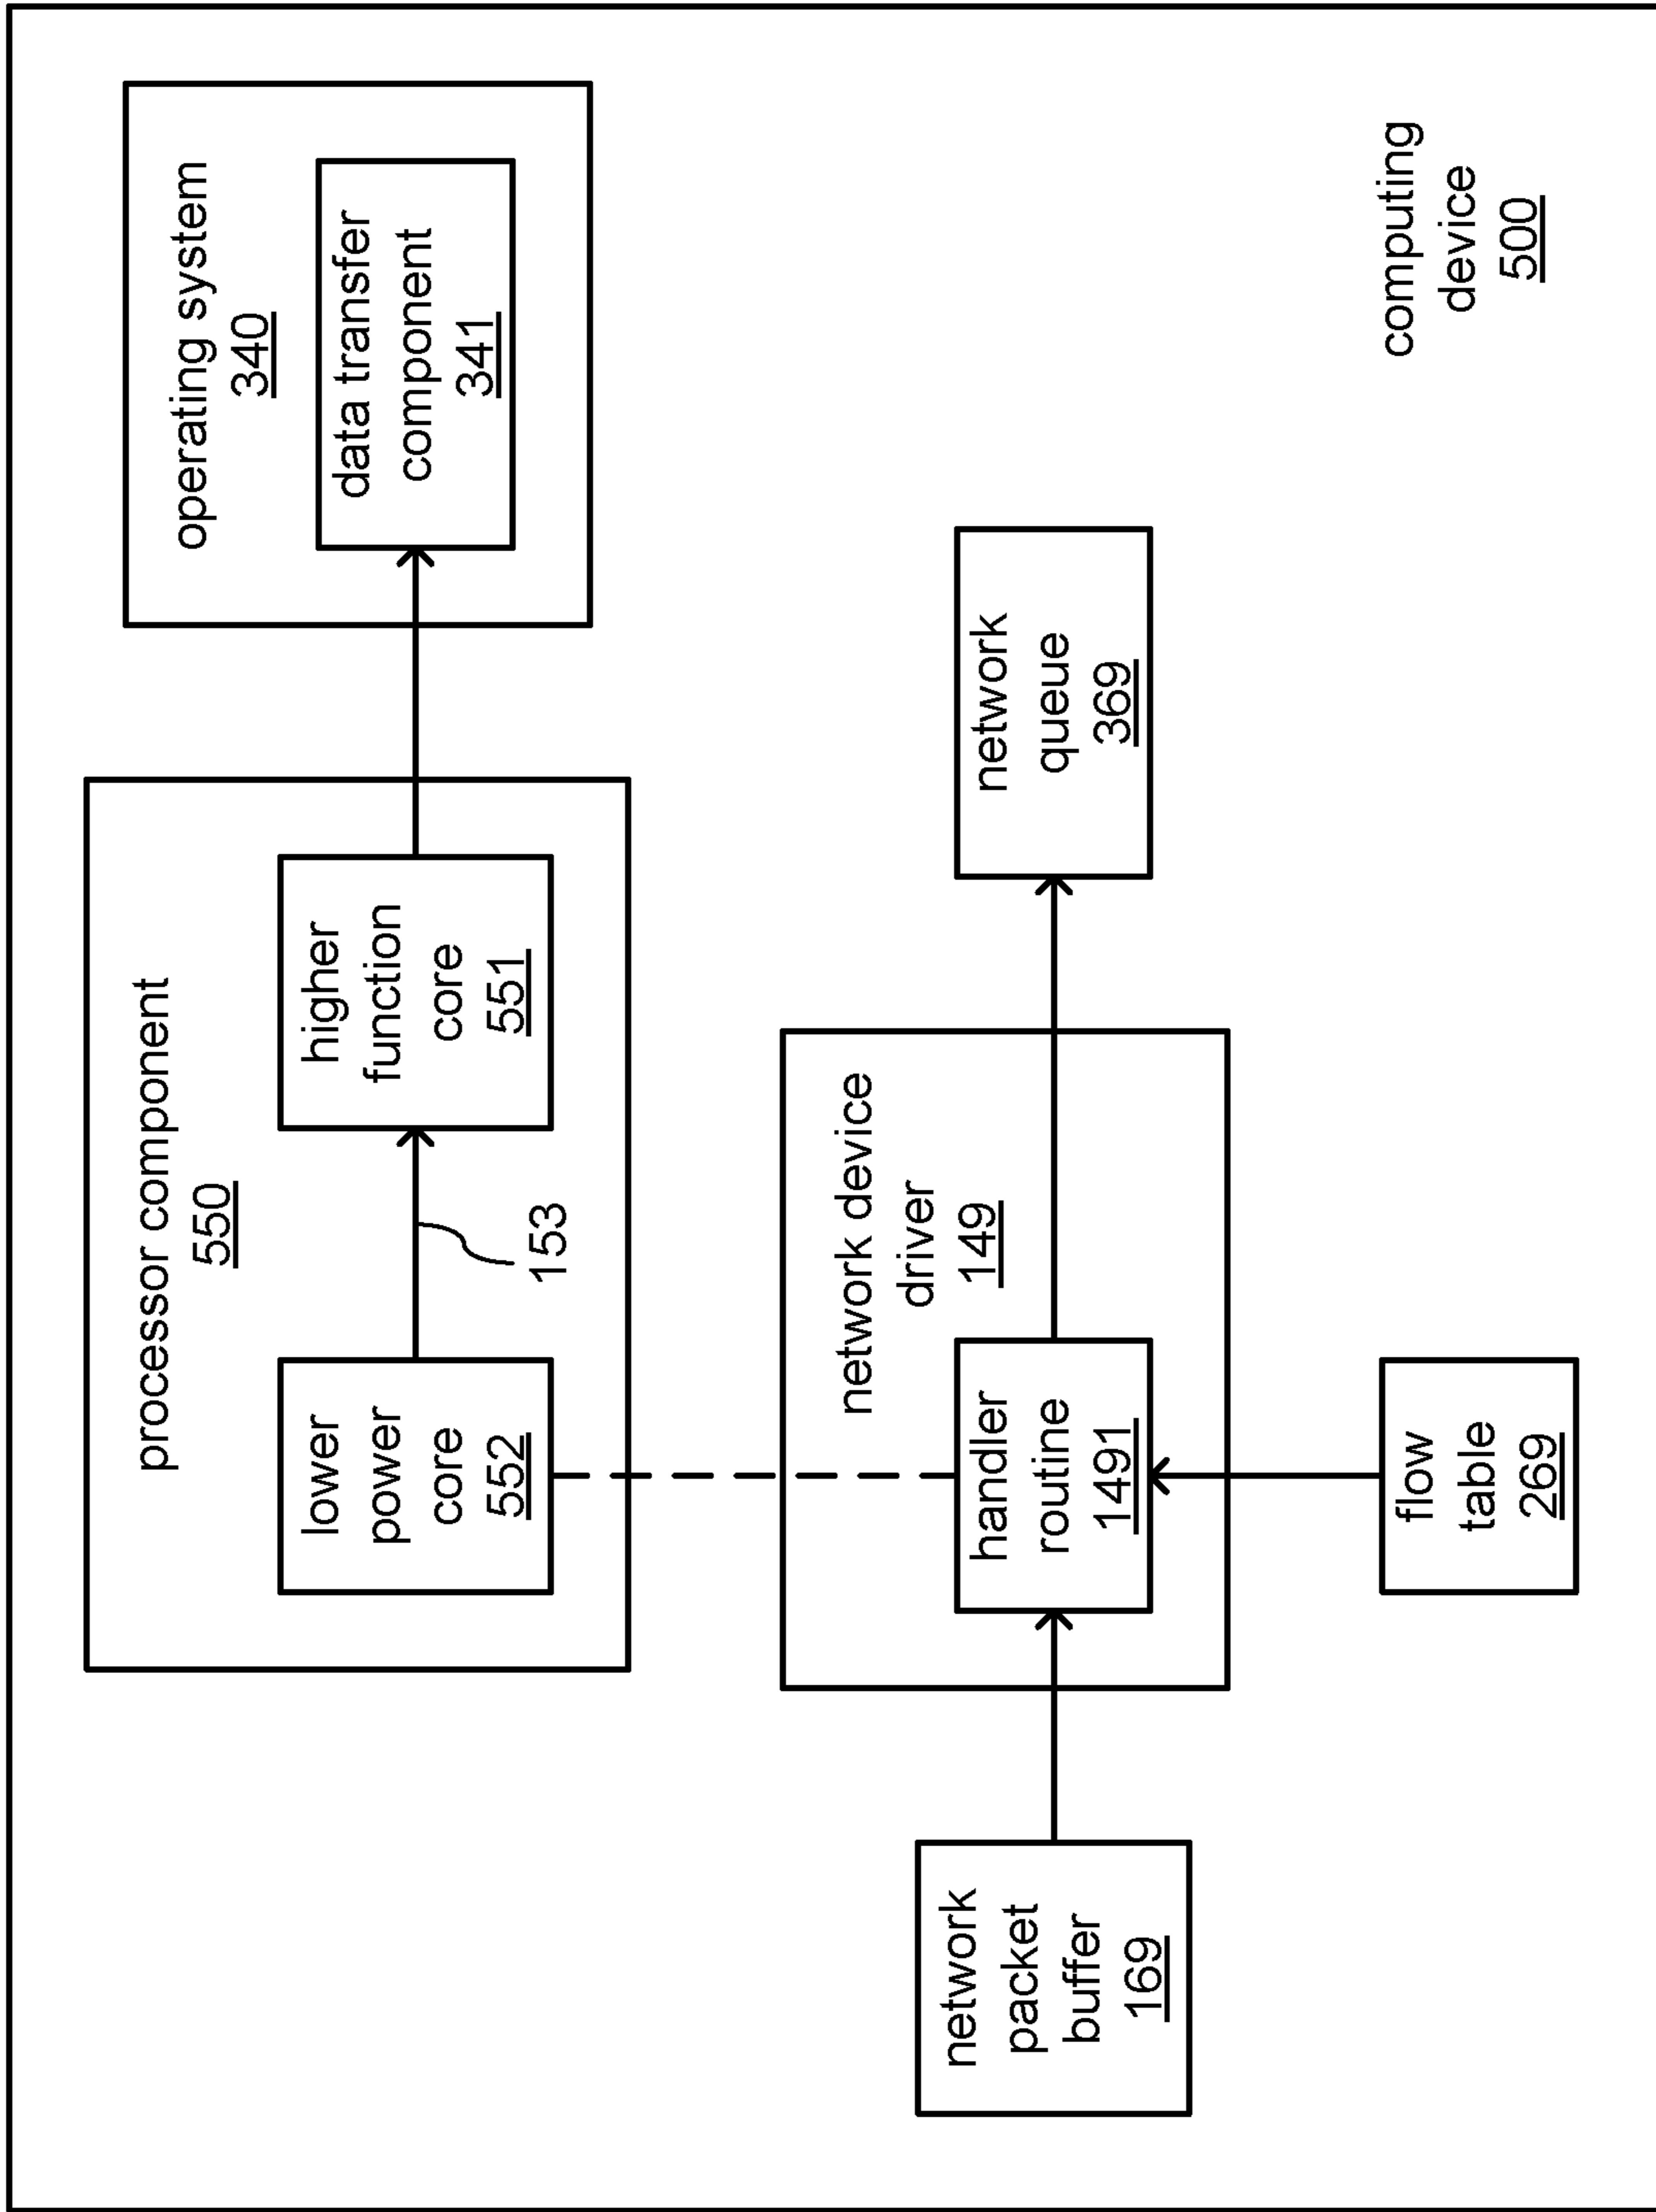 processor component
550
lower
power
core
552
higher
function
core
551
153
operating system
340
data transfer
component
341
network device
driver
149
handler
routine
1491
network
packet
buffer
169
network
queue
369
flow
table
269
computing
device
500